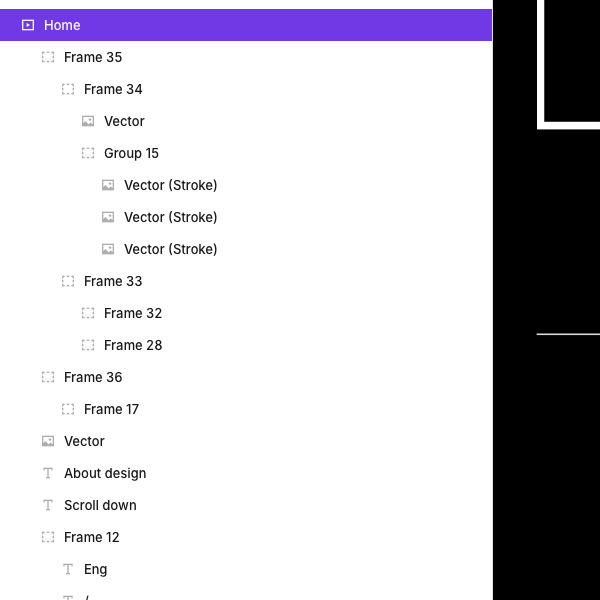 Home
Frame 35
Frame 34
Vector
Group 15
Vector (Stroke)
Vector (Stroke)
Vector (Stroke)
Frame 33
Frame 32
Frame 28
Frame 36
Frame 17
Vector
About design
Scroll down
Frame 12
Eng
/